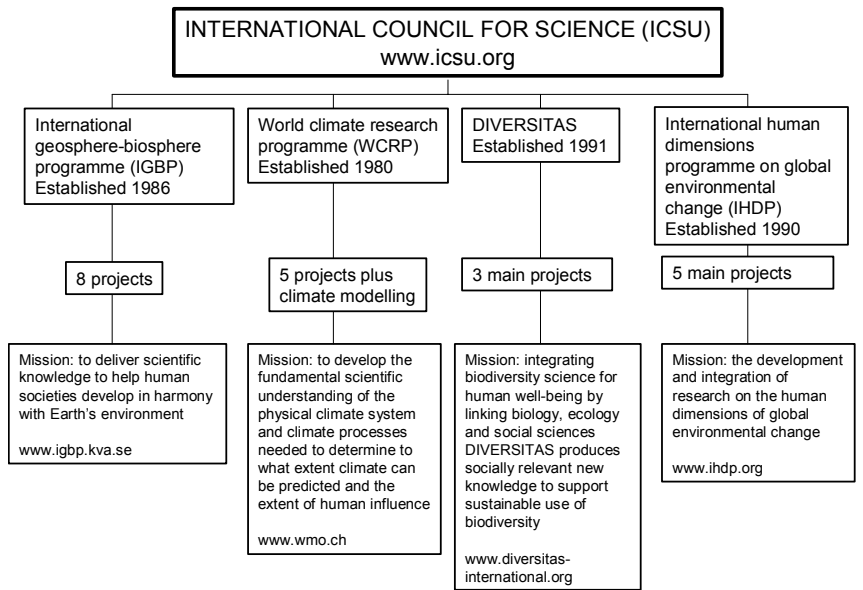 INTERNATIONAL COUNCIL FOR SCIENCE (ICSU)
www.icsu.org
International
geosphere-biosphere
programme (IGBP)
Established 1986
World climate research
programme (WCRP)
Established 1980
DIVERSITAS
Established 1991
International human
dimensions
programme on global
environmental
change (IHDP)
Established 1990
8 projects
5 projects plus
climate modelling
3 main projects
5 main projects
Mission: to deliver scientific
knowledge to help human
societies develop in harmony
with Earth's environment
www.igbp.kva.se
Mission: to develop the
fundamental scientific
understanding of the
physical climate system
and climate processes
needed to determine to
what extent climate can
be predicted and the
extent of human influence
www.wmo.ch
Mission: integrating
biodiversity science for
human well-being by
linking biology, ecology
and social sciences
DIVERSITAS produces
socially relevant new
knowledge to support
sustainable use of
biodiversity
www.diversitas-
international.org
Mission: the development
and integration of
research on the human
dimensions of global
environmental change
www.ihdp.org